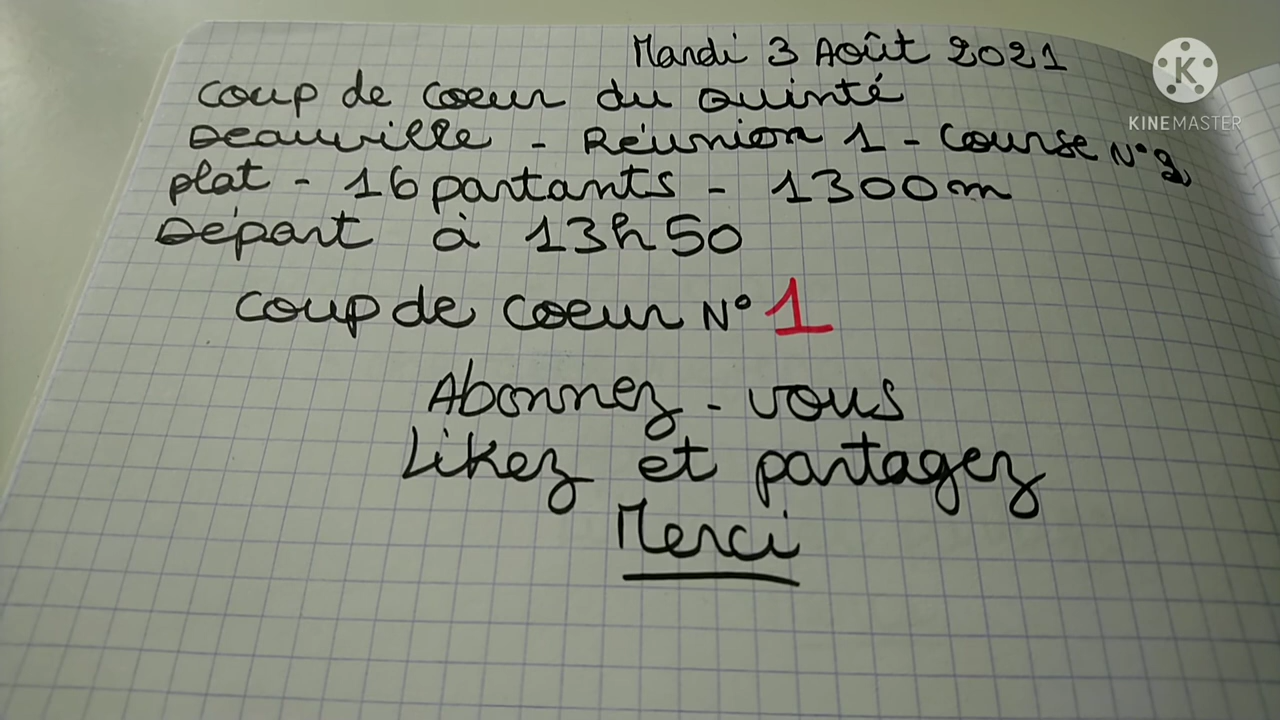 Mardi 3 Août 2021
KINEMASTER
Coup de coeur du Quinté
Deauville - Réunion 1 - Course N° 2
plat - 16 partants - 1300m
Départ à 13h50
Coup de coeur N° 1
Abonnez-vous
Likez et partagez
Merci